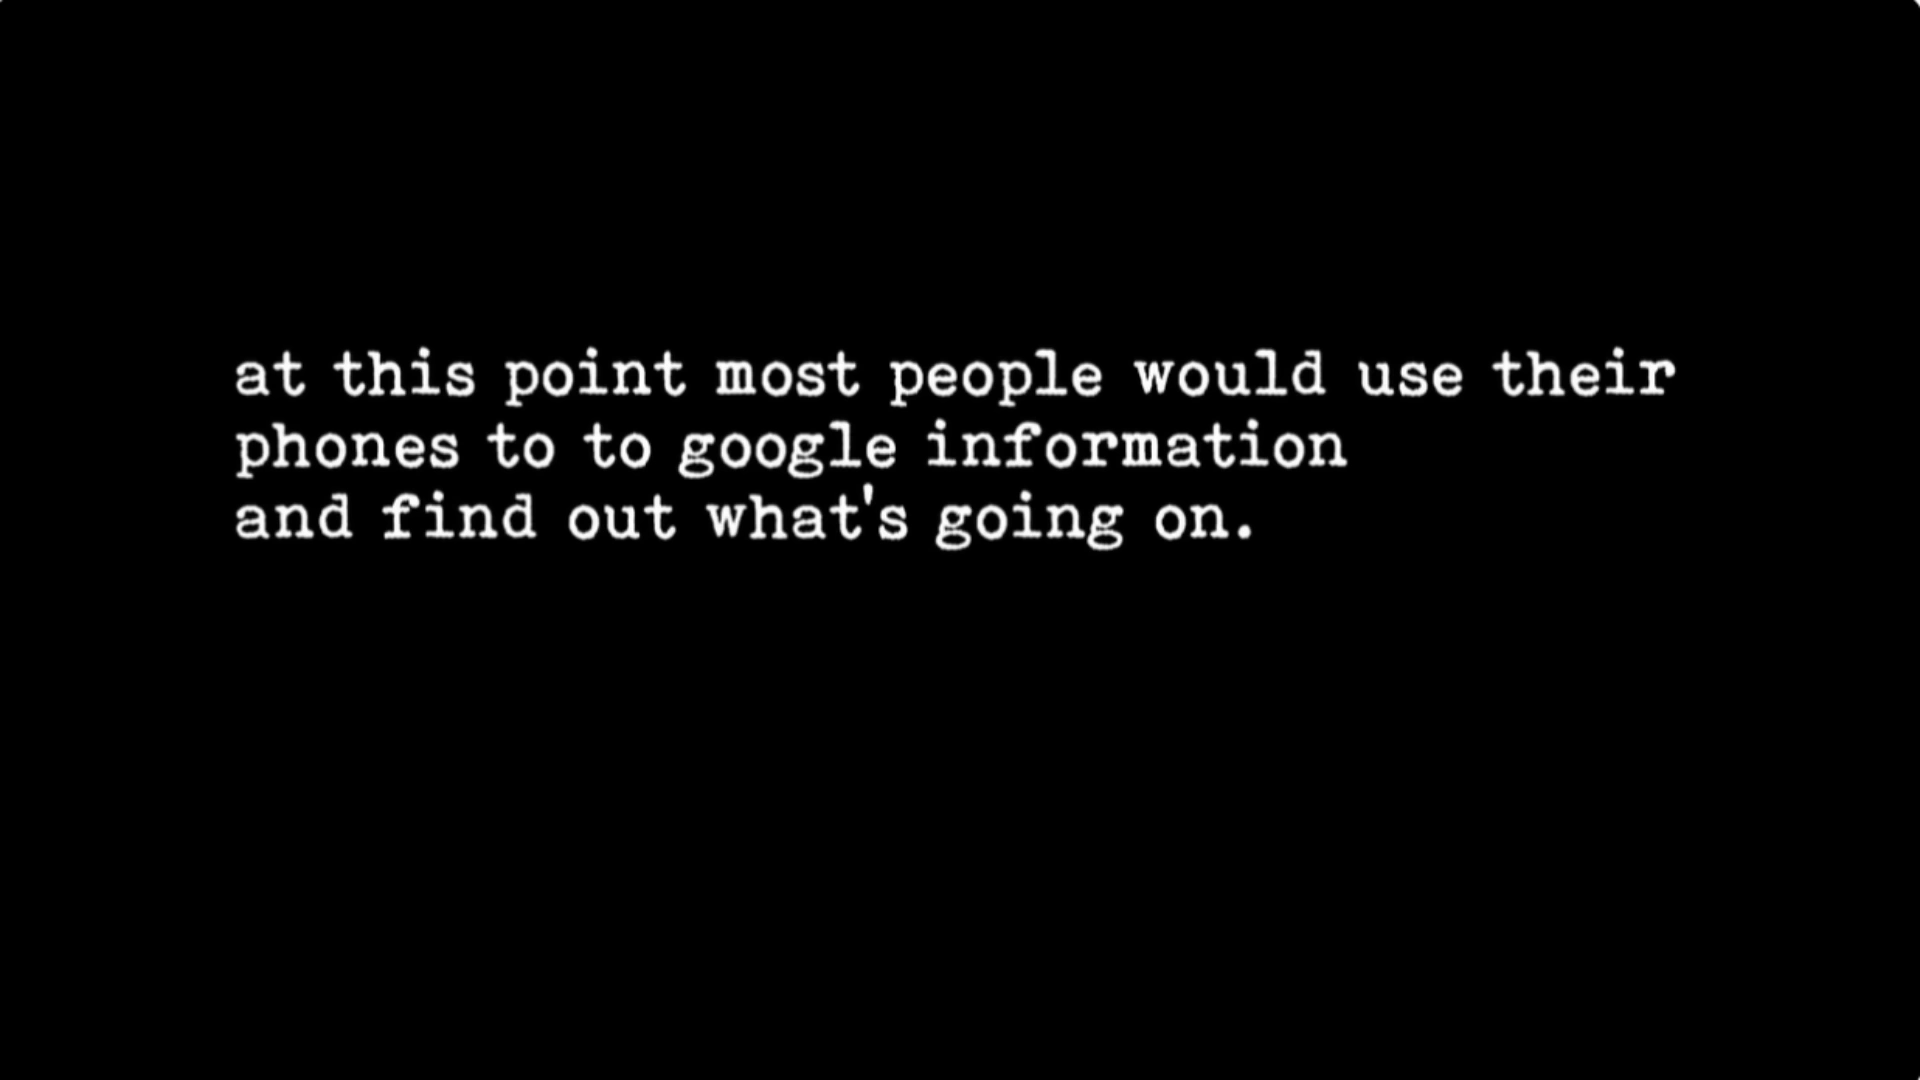 at this point most people would use their
phones to to google information
and find out what's going on.